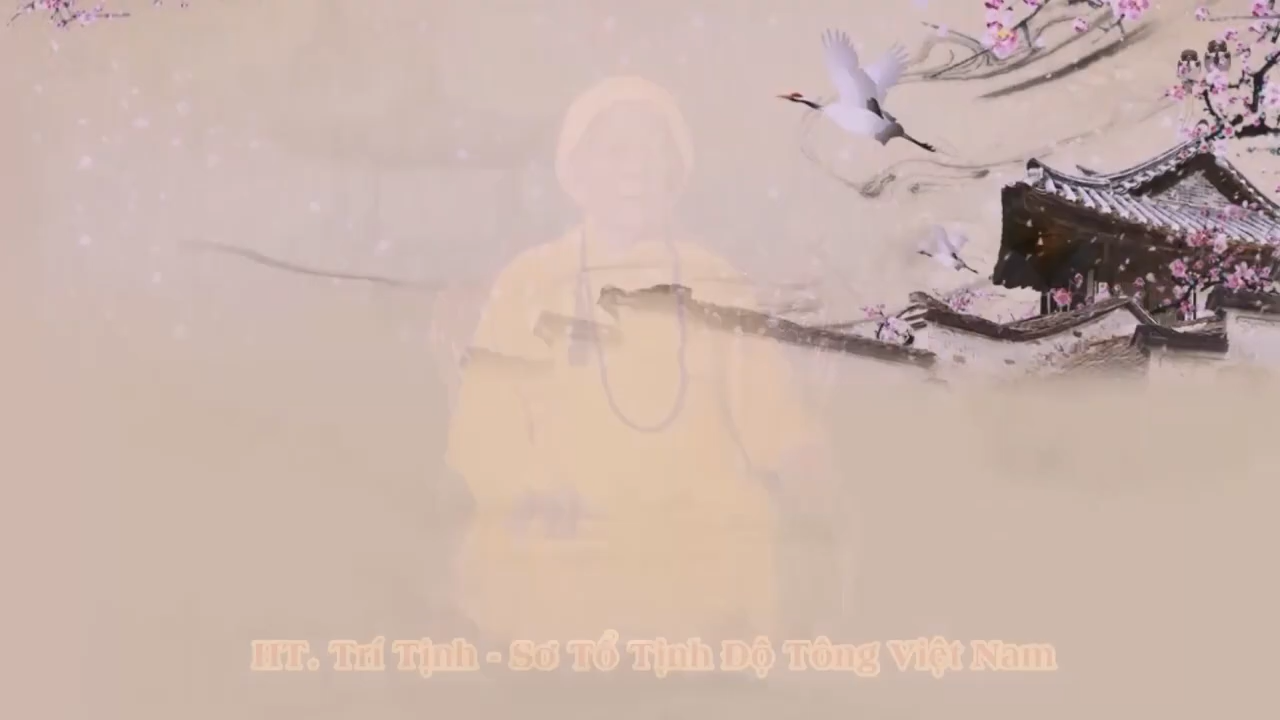 HT. Trí Tịnh - Sơ Tổ Tịnh Độ Tông Việt Nam